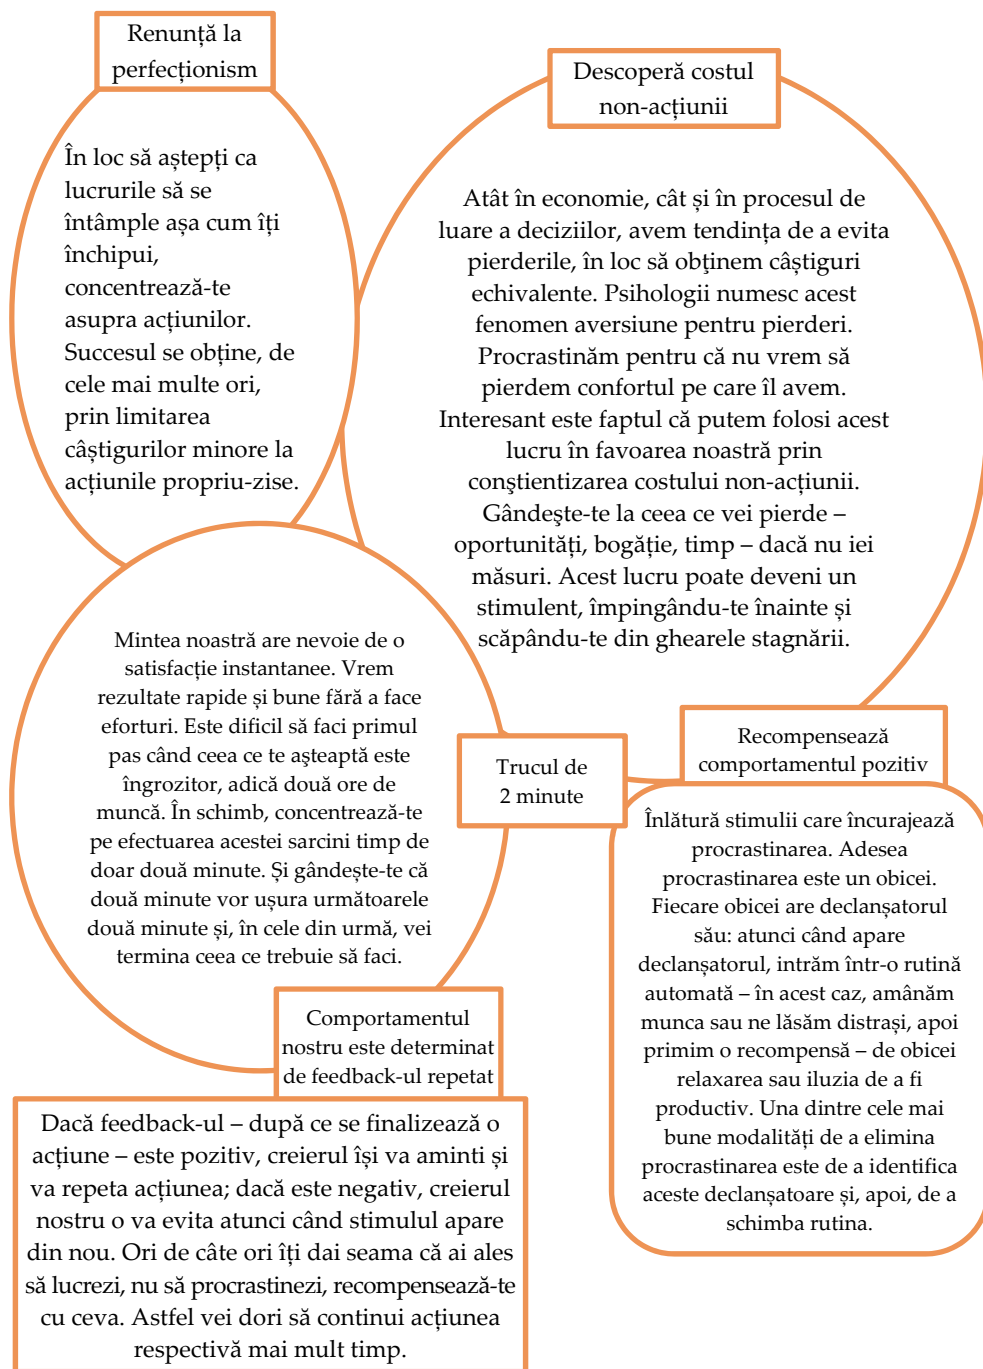 Renunță la
perfecționism
În loc să aștepți ca
lucrurile să se
întâmple așa cum îți
închipui,
concentrează-te
asupra acțiunilor.
Succesul se obține, de
cele mai multe ori,
prin limitarea
câștigurilor minore la
acțiunile propriu-zise.
Descoperă costul
non-acțiunii
Atât în economie, cât și în procesul de
luare a deciziilor, avem tendința de a evita
pierderile, în loc să obţinem câștiguri
echivalente. Psihologii numesc acest
fenomen aversiune pentru pierderi.
Procrastinăm pentru că nu vrem să
pierdem confortul pe care îl avem.
Interesant este faptul că putem folosi acest
lucru în favoarea noastră prin
conştientizarea costului non-acțiunii.
Gândeşte-te la ceea ce vei pierde –
oportunități, bogăție, timp – dacă nu iei
măsuri. Acest lucru poate deveni un
stimulent, împingându-te înainte și
scăpându-te din ghearele stagnării.
Trucul de
2 minute
Mintea noastră are nevoie de o
satisfacție instantanee. Vrem
rezultate rapide și bune fără a face
eforturi. Este dificil să faci primul
pas când ceea ce te aşteaptă este
îngrozitor, adică două ore de
muncă. În schimb, concentrează-te
pe efectuarea acestei sarcini timp de
doar două minute. Și gândește-te că
două minute vor ușura următoarele
două minute și, în cele din urmă, vei
termina ceea ce trebuie să faci.
Recompensează
comportamentul pozitiv
Înlătură stimulii care încurajează
procrastinarea. Adesea
procrastinarea este un obicei.
Fiecare obicei are declanșatorul
său: atunci când apare
declanșatorul, intrăm într-o rutină
automată – în acest caz, amânăm
munca sau ne lăsăm distrași, apoi
primim o recompensă – de obicei
relaxarea sau iluzia de a fi
productiv. Una dintre cele mai
bune modalități de a elimina
procrastinarea este de a identifica
aceste declanșatoare și, apoi, de a
schimba rutina.
Comportamentul
nostru este determinat
de feedback-ul repetat
Dacă feedback-ul – după ce se finalizează o
acțiune – este pozitiv, creierul își va aminti și
va repeta acțiunea; dacă este negativ, creierul
nostru o va evita atunci când stimulul apare
din nou. Ori de câte ori îți dai seama că ai ales
să lucrezi, nu să procrastinezi, recompensează-te
cu ceva. Astfel vei dori să continui acțiunea
respectivă mai mult timp.